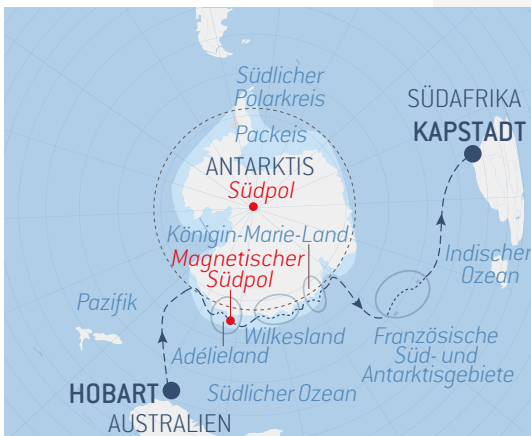 Südlicher
Polarkreis
Packeis
SÜDAFRIKA
KAPSTADT
ANTARKTIS
Südpol
Königin-Marie-Land
Magnetischer
Südpol
Indischer
Ozean
Pazifik
Wilkesland
Adélieland
Französische
Süd- und
Antarktisgebiete
HOBART
Südlicher Ozean
AUSTRALIEN